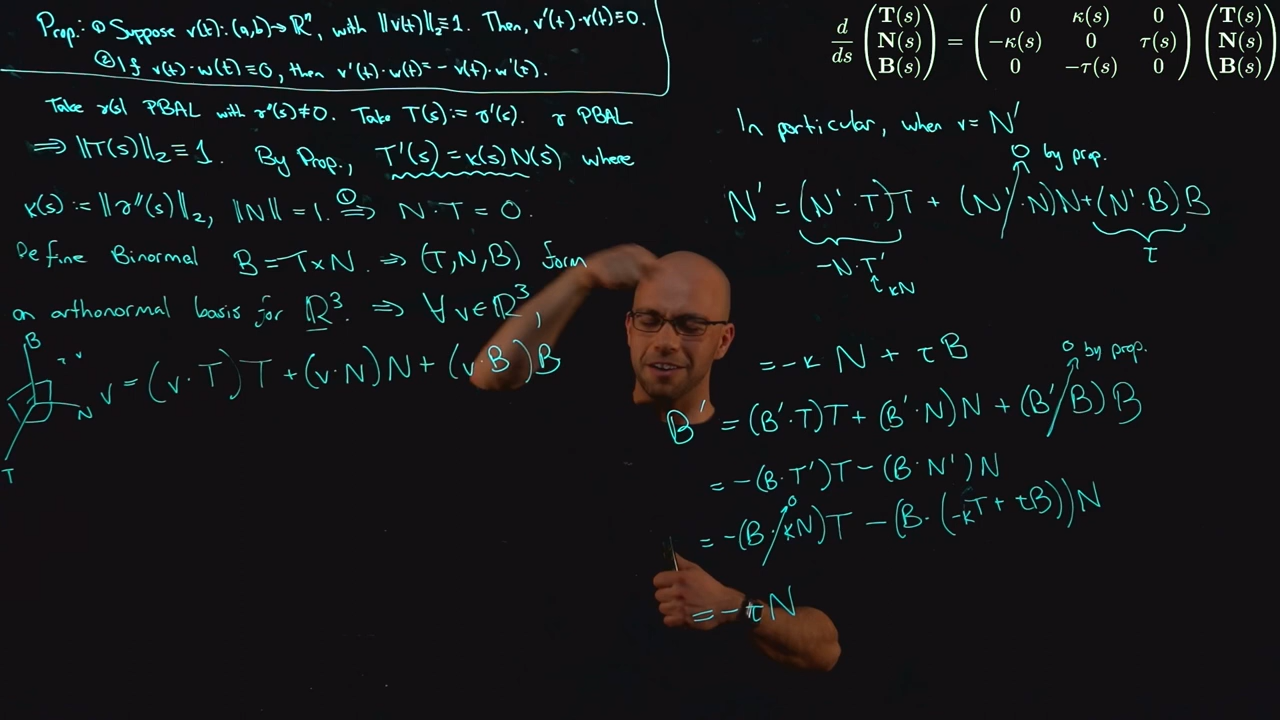 Prop.: ① Suppose v(t): (a,b)→ℝⁿ, with ‖v(t)‖₂≡1. Then, v'(t)·v(t)≡0.
② If v(t)·w(t)≡0, then v'(t)·w(t)=-v(t)·w'(t).
Take γ(s) PBAL with γ''(s)≠0. Take T(s):=γ'(s). γ PBAL
⇒ ‖T(s)‖₂≡1. By Prop., T'(s)=κ(s)N(s) where
κ(s):=‖γ''(s)‖₂, ‖N‖=1. ①⇒ N·T=0.
Define Binormal B=T×N. ⇒ (T,N,B) form
an orthonormal basis for ℝ³. ⇒ ∀v∈ℝ³,
v=(v·T)T+(v·N)N+(v·B)B
B
N
T
d/ds (T(s) N(s) B(s)) = (0 κ(s) 0 -κ(s) 0 τ(s) 0 -τ(s) 0) (T(s) N(s) B(s))
In particular, when v=N'
0 by prop.
N'=(N'·T)T+(N'·N)N+(N'·B)B
-N·T' τ
κN
=-κN+τB
0 by prop.
B'=(B'·T)T+(B'·N)N+(B'·B)B
=-(B·T')T-(B·N')N
0
=-(B·κN)T-(B·(-κT+τB))N
=-τN